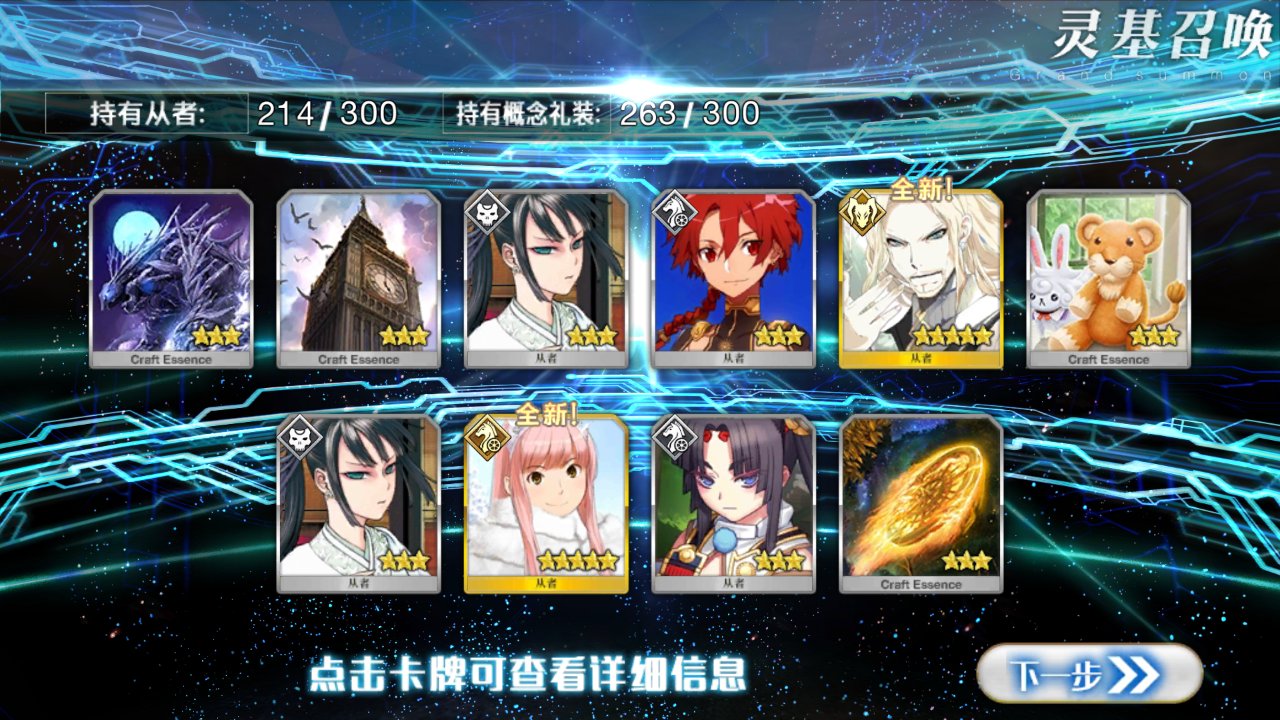 灵基召唤
Grand summon
持有从者: 214/300 持有概念礼装: 263/300
全新!
Craft Essence Craft Essence 从者 从者 从者 Craft Essence
全新!
从者 从者 从者 Craft Essence
点击卡牌可查看详细信息
下一步